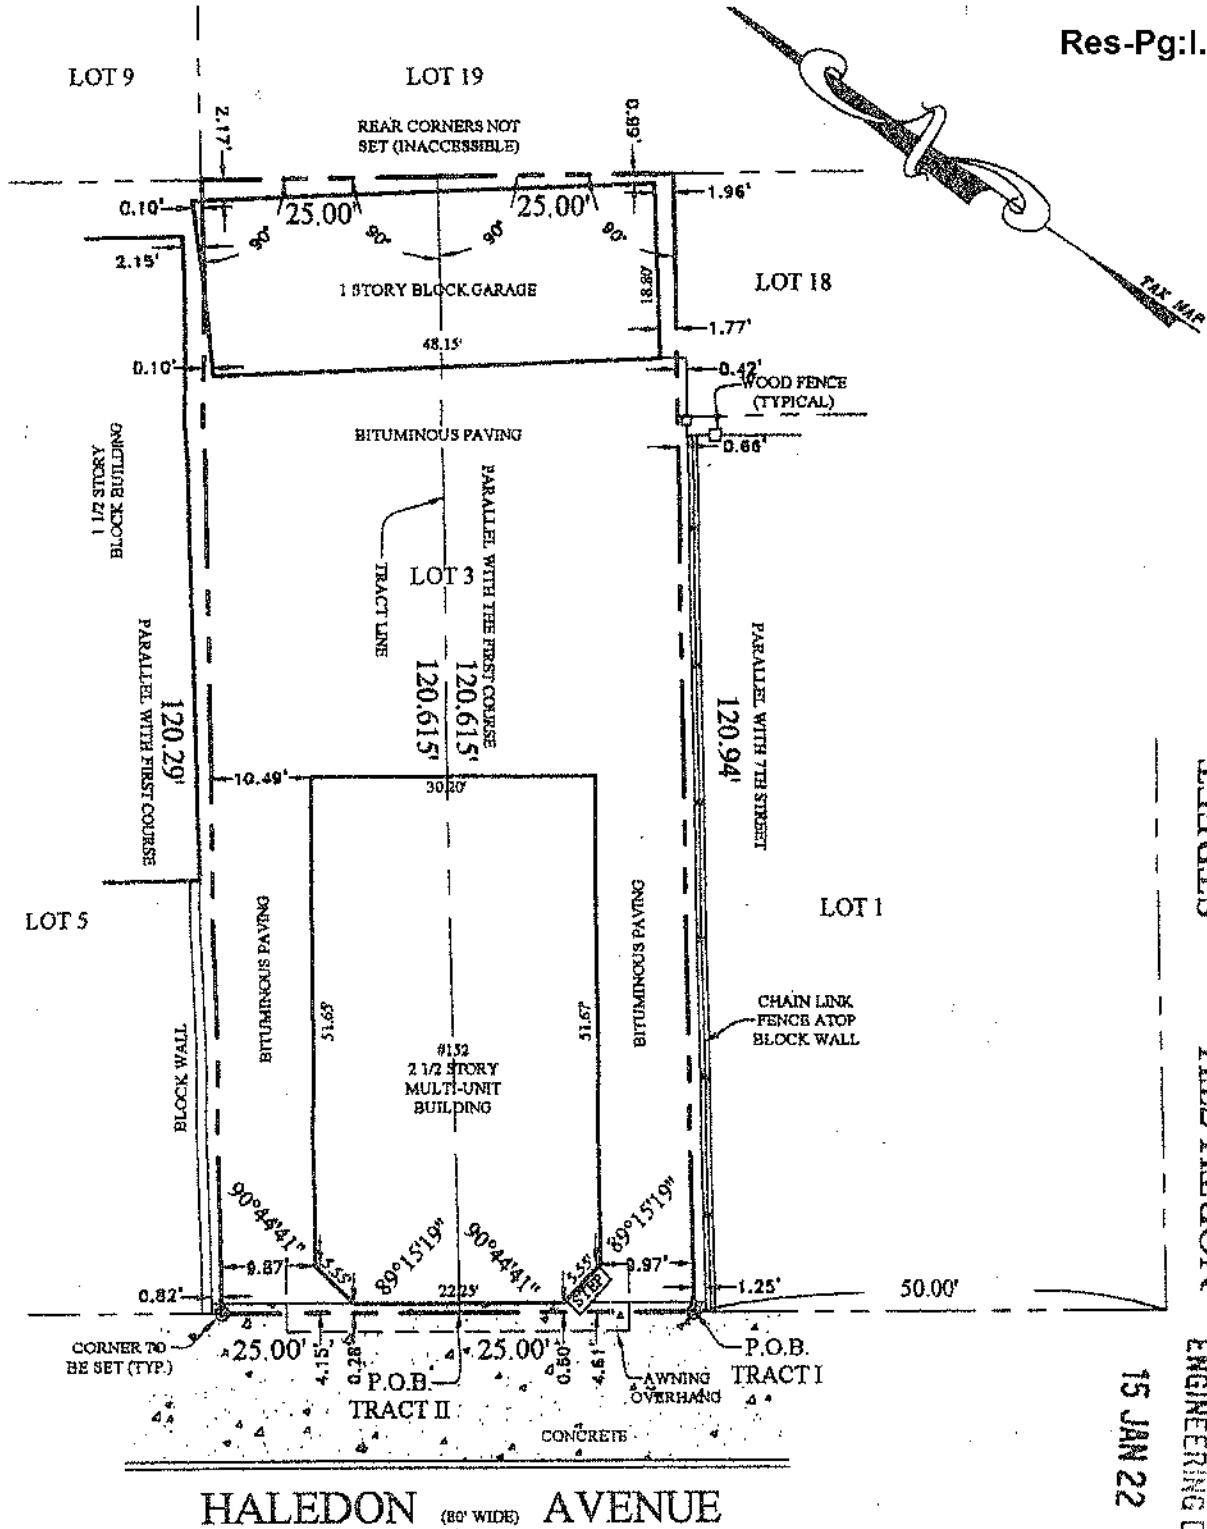 Res-Pg:I.
LOT 9
LOT 19
REAR CORNERS NOT
SET (INACCESSIBLE)
2.17'
0.99'
1.96'
0.10'
25.00'
25.00'
90°
90°
90°
90°
2.15'
1 STORY BLOCK GARAGE
18.80'
LOT 18
TAX MAP
48.15'
1.77'
0.10'
0.42'
WOOD FENCE
(TYPICAL)
BITUMINOUS PAVING
0.66'
1 1/2 STORY
BLOCK BUILDING
TRACT LINE
PARALLEL WITH THE FIRST COURSE
LOT 3
120.615'
120.615'
PARALLEL WITH FIRST COURSE
120.29'
120.94'
PARALLEL WITH 7TH STREET
10.49'
30.20'
LOT 5
BITUMINOUS PAVING
BITUMINOUS PAVING
LOT 1
51.65'
51.67'
CHAIN LINK
FENCE ATOP
BLOCK WALL
BLOCK WALL
#152
2 1/2 STORY
MULTI-UNIT
BUILDING
90°44'41"
89°15'19"
90°44'41"
89°15'19"
9.87'
5.55'
5.55'
9.97'
STEP
0.82'
22.25'
1.25'
50.00'
CORNER TO
BE SET (TYP.)
25.00'
25.00'
4.15'
0.28'
0.60'
4.61'
P.O.B.
TRACT II
P.O.B.
TRACT I
AWNING
OVERHANG
CONCRETE
HALEDON (80' WIDE) AVENUE
15 JAN 22
ENGINEERING